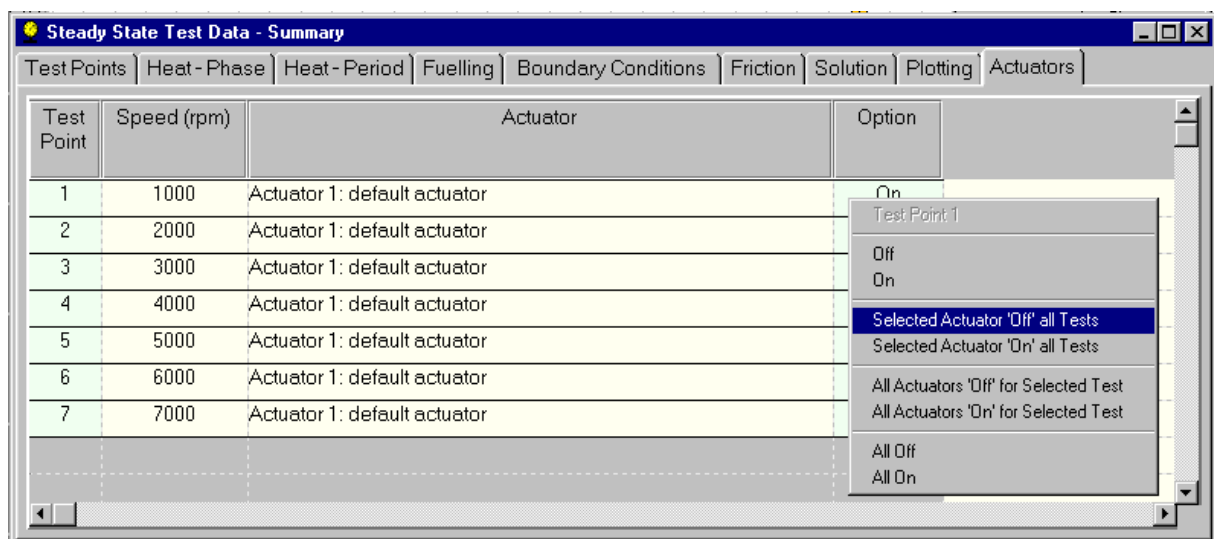 Steady State Test Data - Summary
Test Points Heat-Phase Heat-Period Fuelling Boundary Conditions Friction Solution Plotting Actuators
Test Point Speed (rpm) Actuator Option
1 1000 Actuator 1: default actuator On
2 2000 Actuator 1: default actuator
3 3000 Actuator 1: default actuator
4 4000 Actuator 1: default actuator
5 5000 Actuator 1: default actuator
6 6000 Actuator 1: default actuator
7 7000 Actuator 1: default actuator
Test Point 1
Off
On
Selected Actuator 'Off' all Tests
Selected Actuator 'On' all Tests
All Actuators 'Off' for Selected Test
All Actuators 'On' for Selected Test
All Off
All On